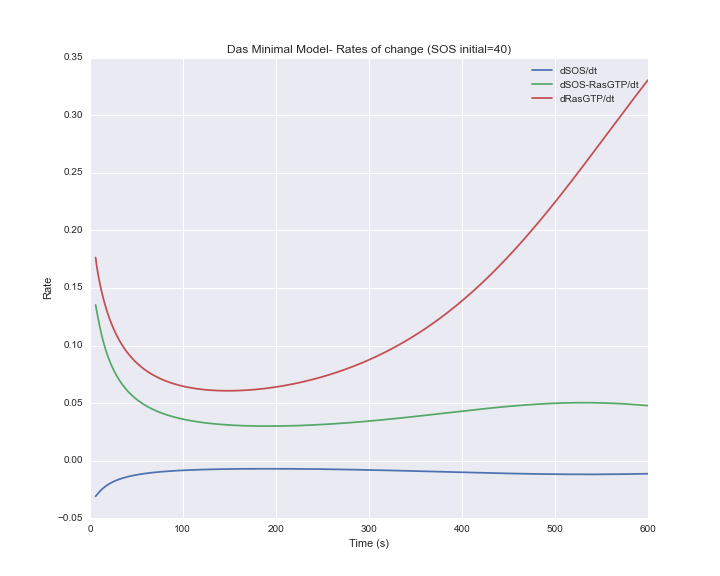 Das Minimal Model- Rates of change (SOS initial=40)
dSOS/dt
dSOS-RasGTP/dt
dRasGTP/dt
0.35
0.30
0.25
0.20
0.15
0.10
0.05
0.00
−0.05
Rate
0 100 200 300 400 500 600
Time (s)